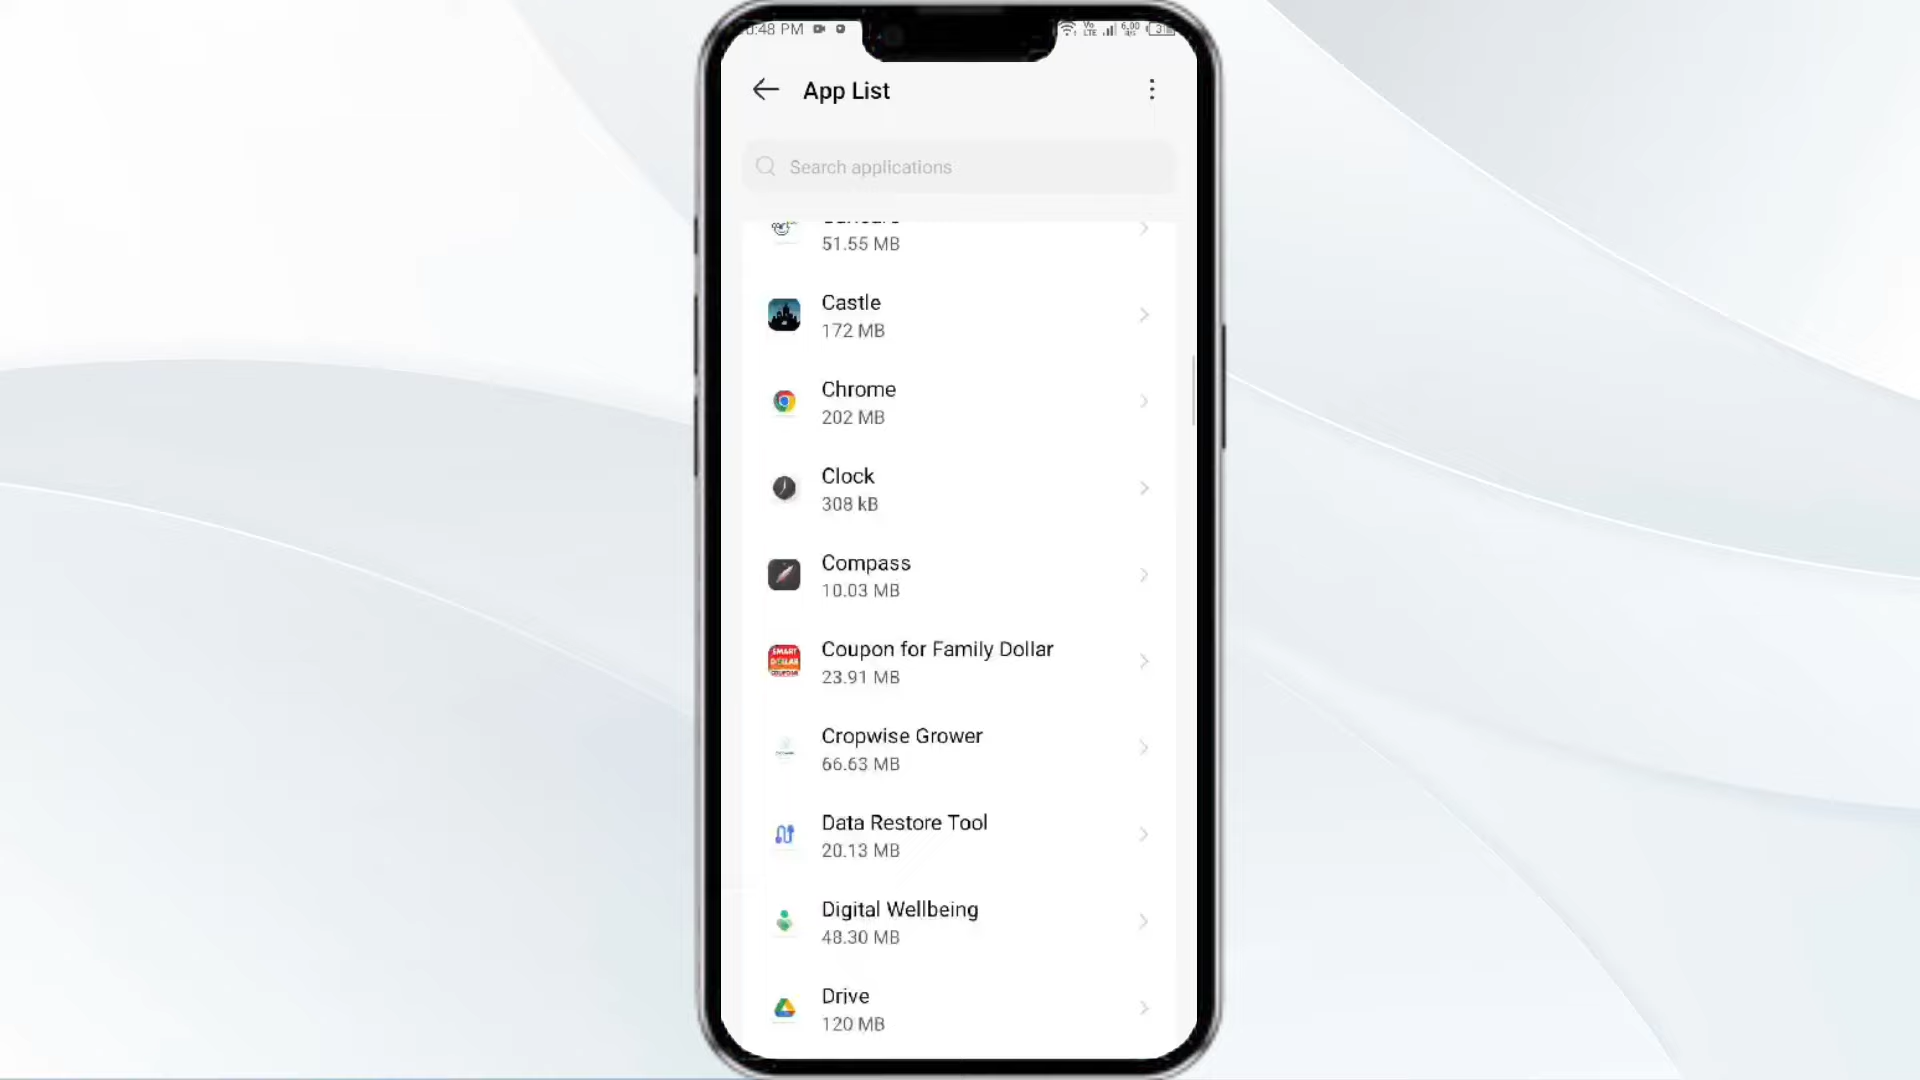 :48 PM
App List
Search applications
51.55 MB
Castle
172 MB
Chrome
202 MB
Clock
308 kB
Compass
10.03 MB
Coupon for Family Dollar
23.91 MB
Cropwise Grower
66.63 MB
Data Restore Tool
20.13 MB
Digital Wellbeing
48.30 MB
Drive
120 MB